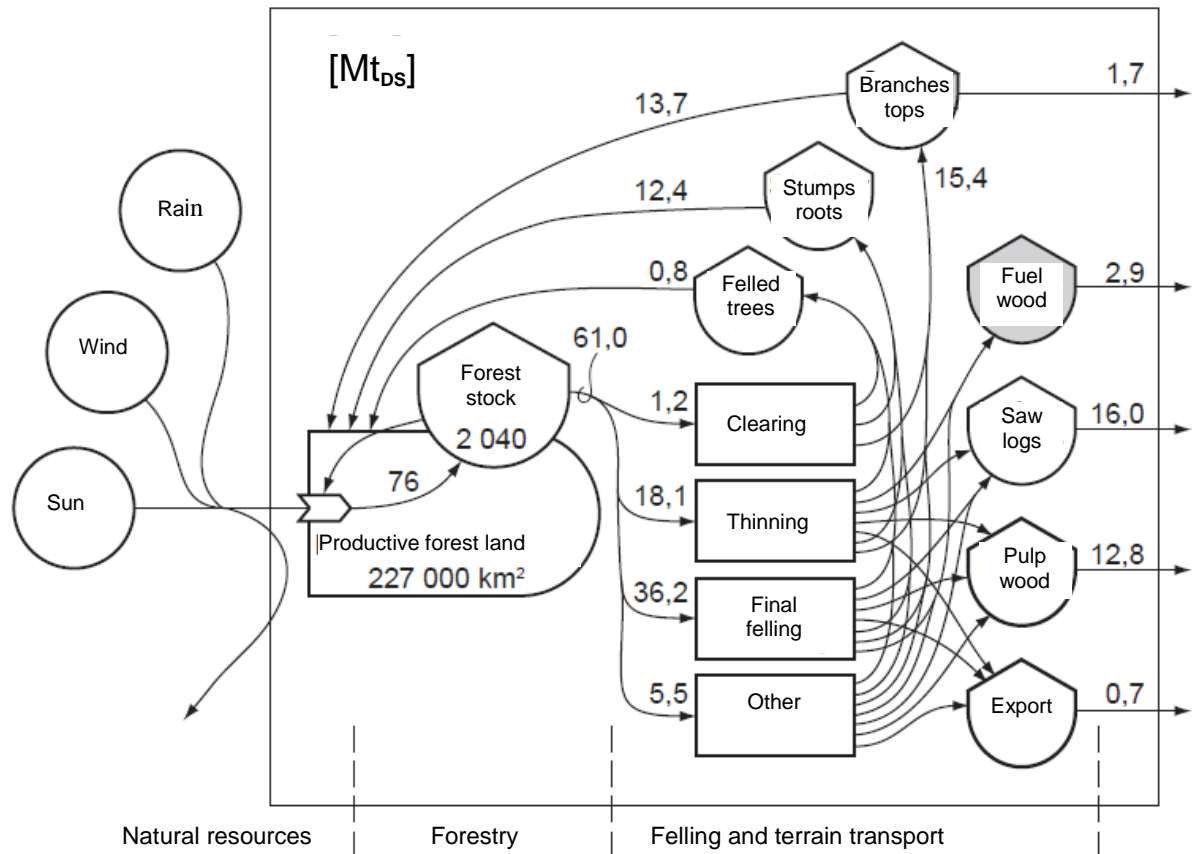 [Mt_DS]
Branches
tops
1,7
13,7
15,4
Stumps
roots
12,4
Rain
Felled
trees
0,8
Fuel
wood
2,9
Wind
61,0
Forest
stock
2 040
1,2
Clearing
Saw
logs
16,0
76
Sun
18,1
Thinning
Productive forest land
227 000 km²
Pulp
wood
12,8
36,2
Final
felling
5,5
Other
Export
0,7
Natural resources
Forestry
Felling and terrain transport